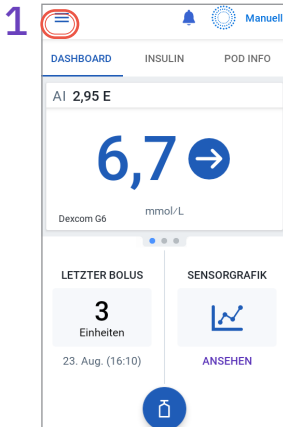 1
Manuell
DASHBOARD INSULIN POD INFO
AI 2,95 E
6,7
mmol/L
Dexcom G6
LETZTER BOLUS SENSORGRAFIK
3
Einheiten
23. Aug. (16:10) ANSEHEN